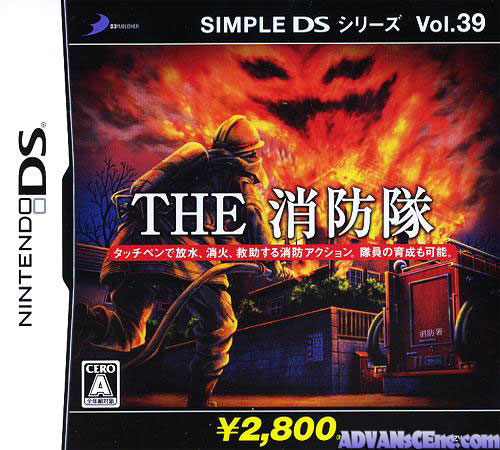 D3PUBLISHER
SIMPLE DS シリーズ Vol.39
NINTENDO DS
THE 消防隊
タッチペンで放水、消火、救助する消防アクション。隊員の育成も可能。
消防署
CERO
A
全年齢対象
¥2,800
ADVANsCEne.com